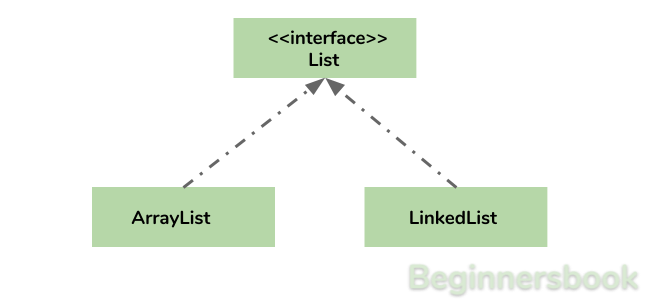 <<interface>>
List
ArrayList
LinkedList
Beginnersbook